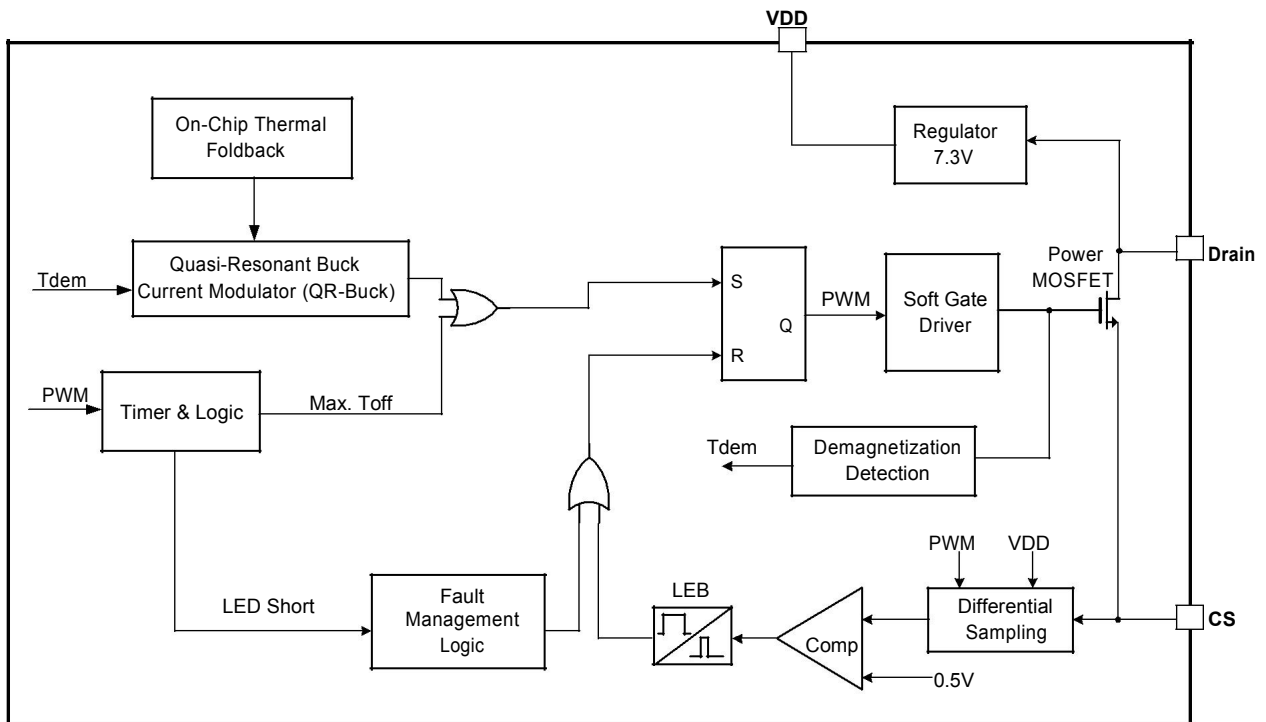 VDD
On-Chip Thermal
Foldback
Regulator
7.3V
Quasi-Resonant Buck
Current Modulator (QR-Buck)
Tdem
S
R
Q
PWM
Soft Gate
Driver
Power
MOSFET
Drain
PWM
Timer & Logic
Max. Toff
Tdem
Demagnetization
Detection
PWM
VDD
LED Short
Fault
Management
Logic
LEB
Comp
Differential
Sampling
CS
0.5V